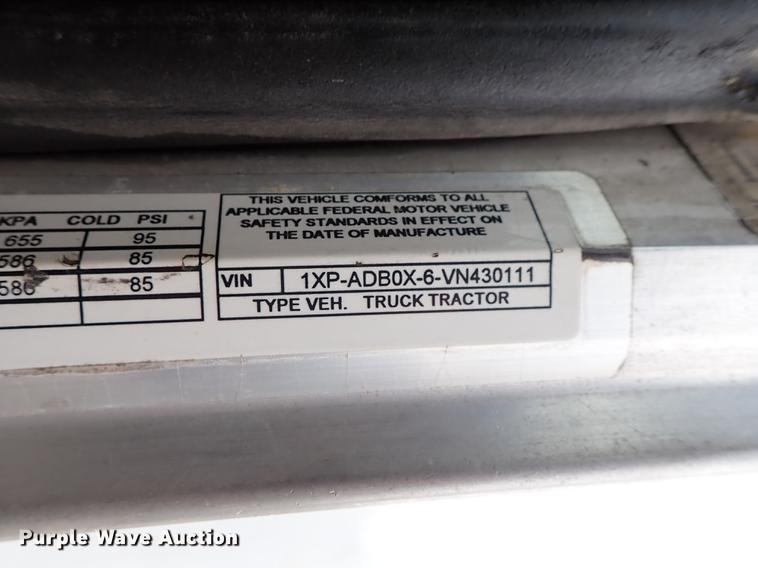 KPA COLD PSI
655 95
586 85
586 85
THIS VEHICLE COMFORMS TO ALL
APPLICABLE FEDERAL MOTOR VEHICLE
SAFETY STANDARDS IN EFFECT ON
THE DATE OF MANUFACTURE
VIN 1XP-ADB0X-6-VN430111
TYPE VEH. TRUCK TRACTOR
Purple Wave Auction